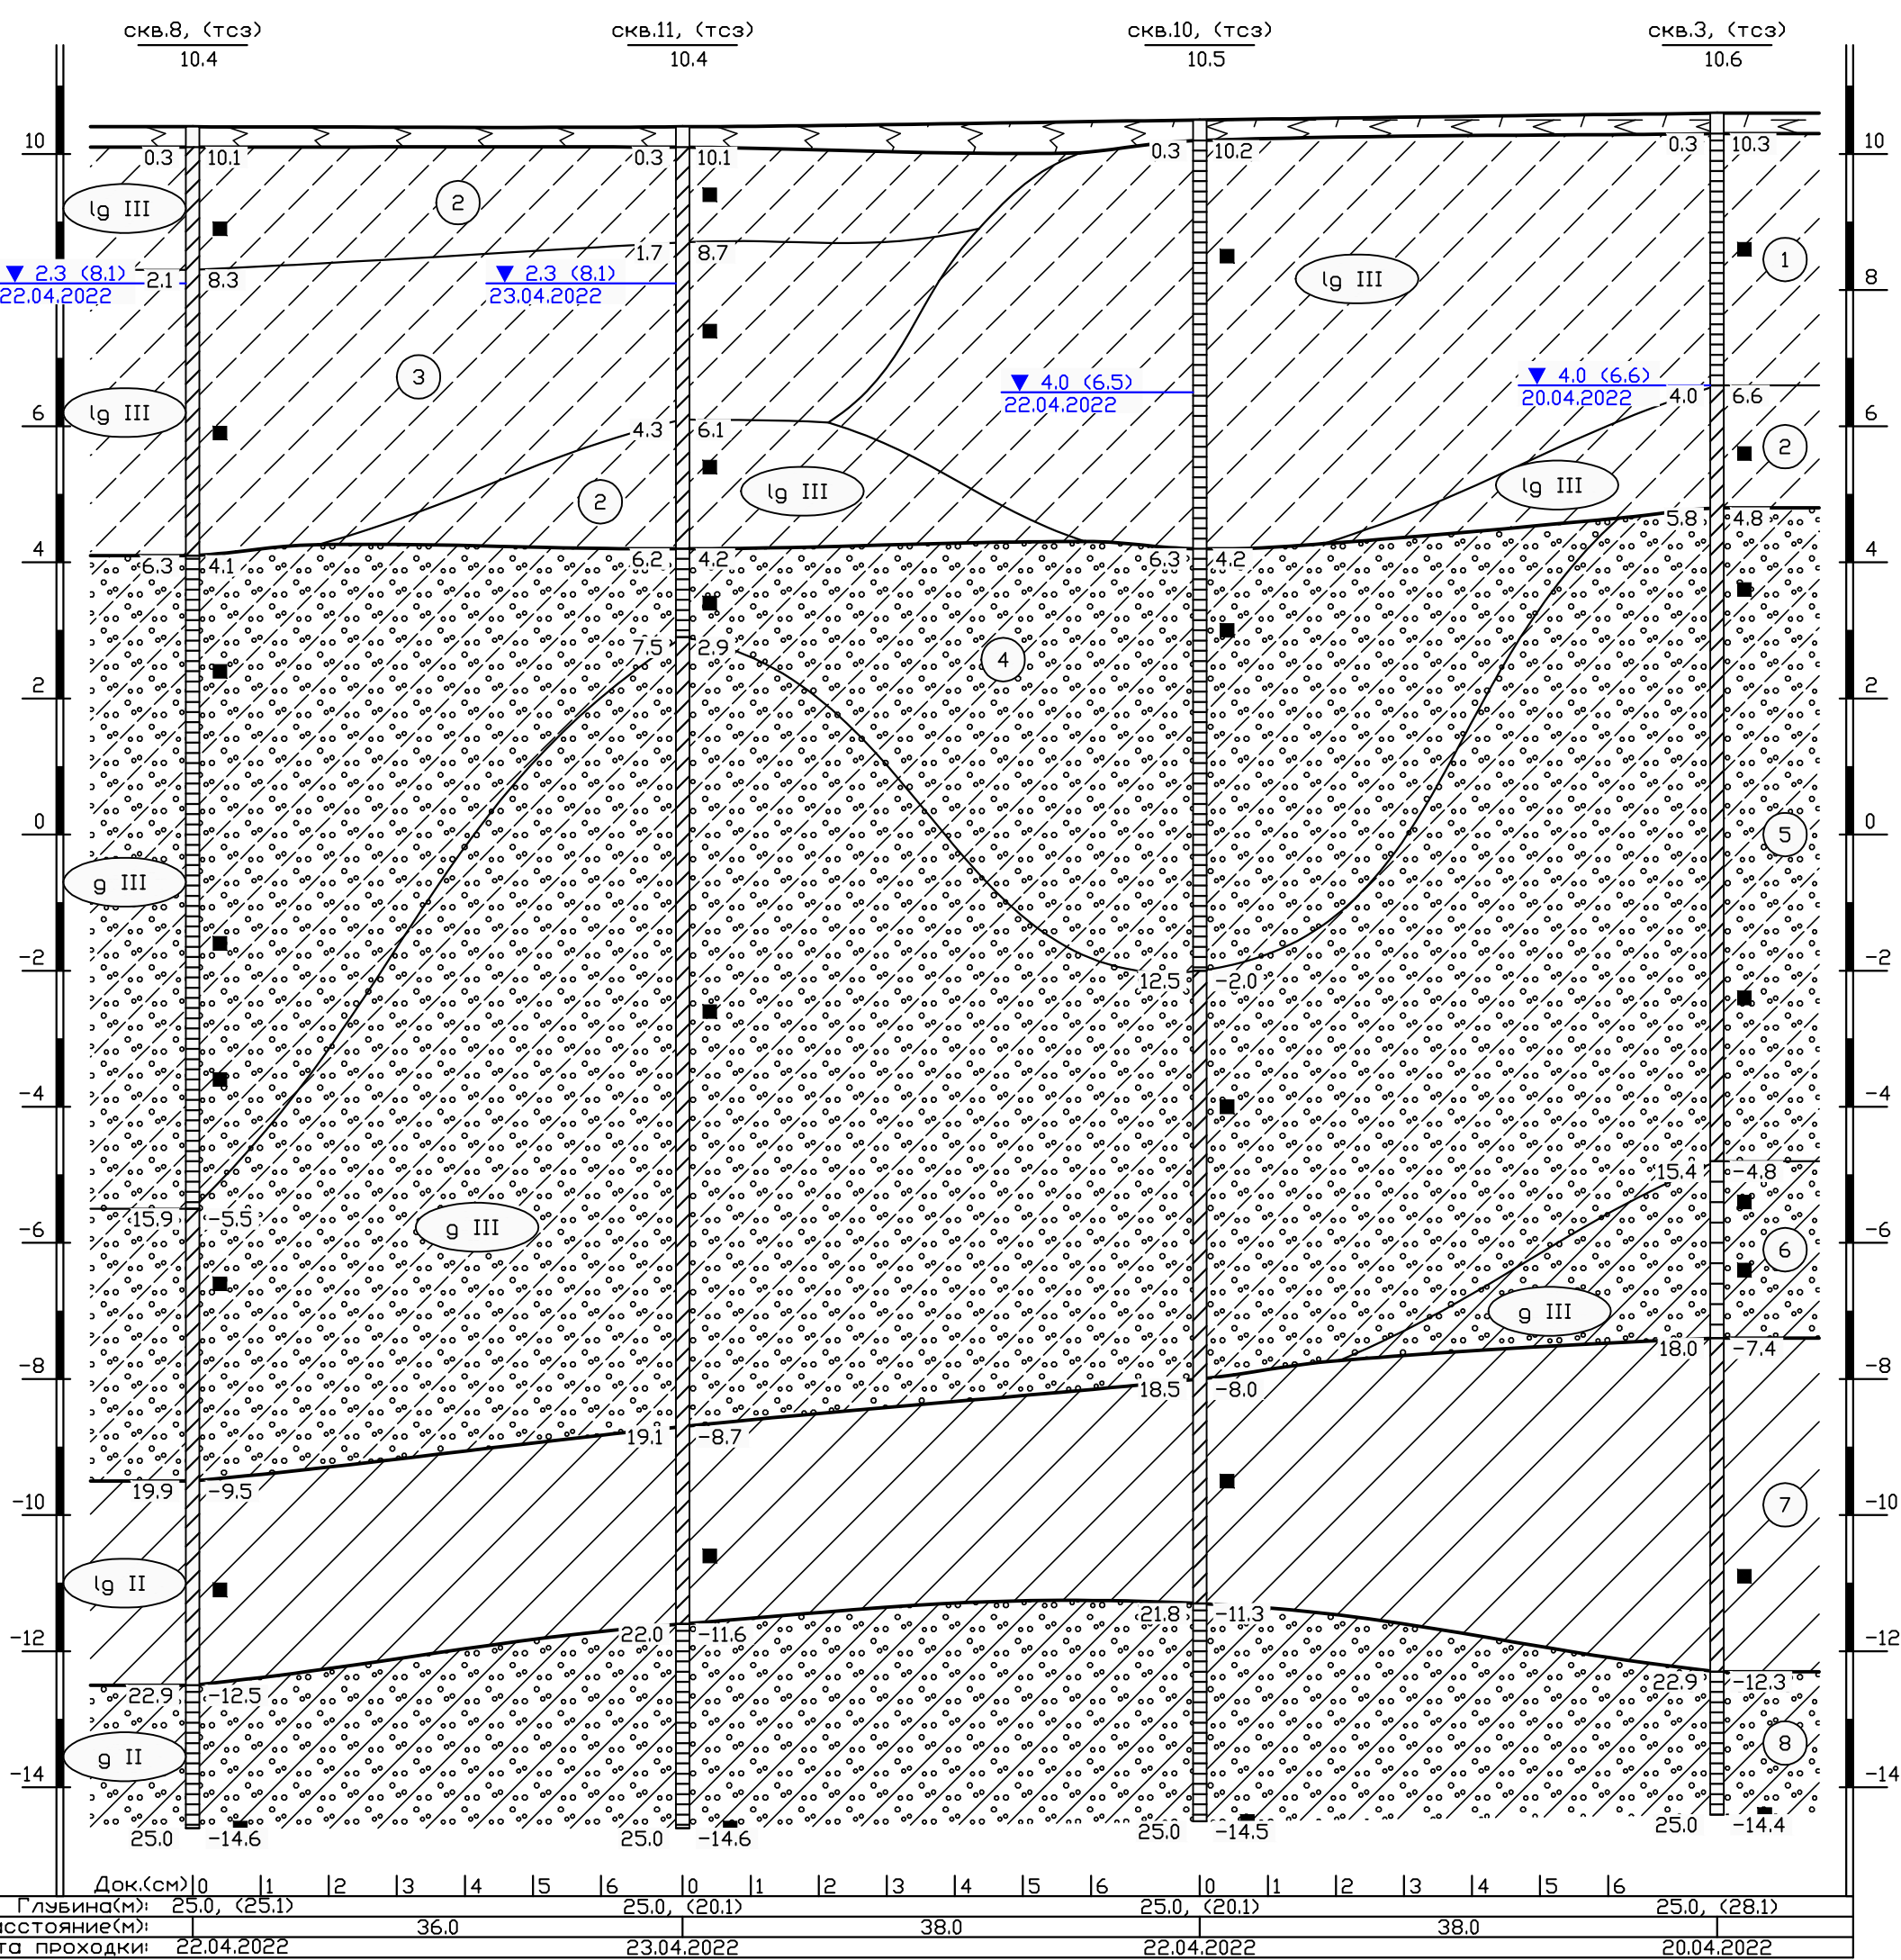 скв.8, (тсз) скв.11, (тсз) скв.10, (тсз) скв.3, (тсз)
10.4 10.4 10.5 10.6
10 10
0.3 10.1 0.3 10.1 0.3 10.2 0.3 10.3
lg III 2
1.7 8.7 1
2.3 (8.1) 2.1 8.3 2.3 (8.1) lg III
22.04.2022 23.04.2022 8 8
3 4.0 (6.5) 4.0 (6.6)
22.04.2022 20.04.2022 4.0 6.6
lg III 6 6
4.3 6.1 2
2 lg III lg III
5.8 4.8
4 4
6.3 4.1 6.2 4.2 6.3 4.2
7.5 2.9 4
2 2
0 0 5
g III
-2 -2
12.5 -2.0
-4 -4
15.4 -4.8
15.9 -5.5
g III
-6 -6 6
g III
18.0 -7.4
-8 -8
18.5 -8.0
19.1 -8.7
19.9 -9.5
-10 -10 7
lg II
21.8 -11.3
22.0 -11.6
-12 -12
22.9 -12.5 22.9 -12.3
g II 8
-14 -14
25.0 -14.6 25.0 -14.6 25.0 -14.5 25.0 -14.4
Док.(см) 0 1 2 3 4 5 6 0 1 2 3 4 5 6 0 1 2 3 4 5 6
Глубина(м): 25.0, (25.1) 25.0, (20.1) 25.0, (20.1) 25.0, (28.1)
асстояние(м): 36.0 38.0 38.0
та проходки: 22.04.2022 23.04.2022 22.04.2022 20.04.2022